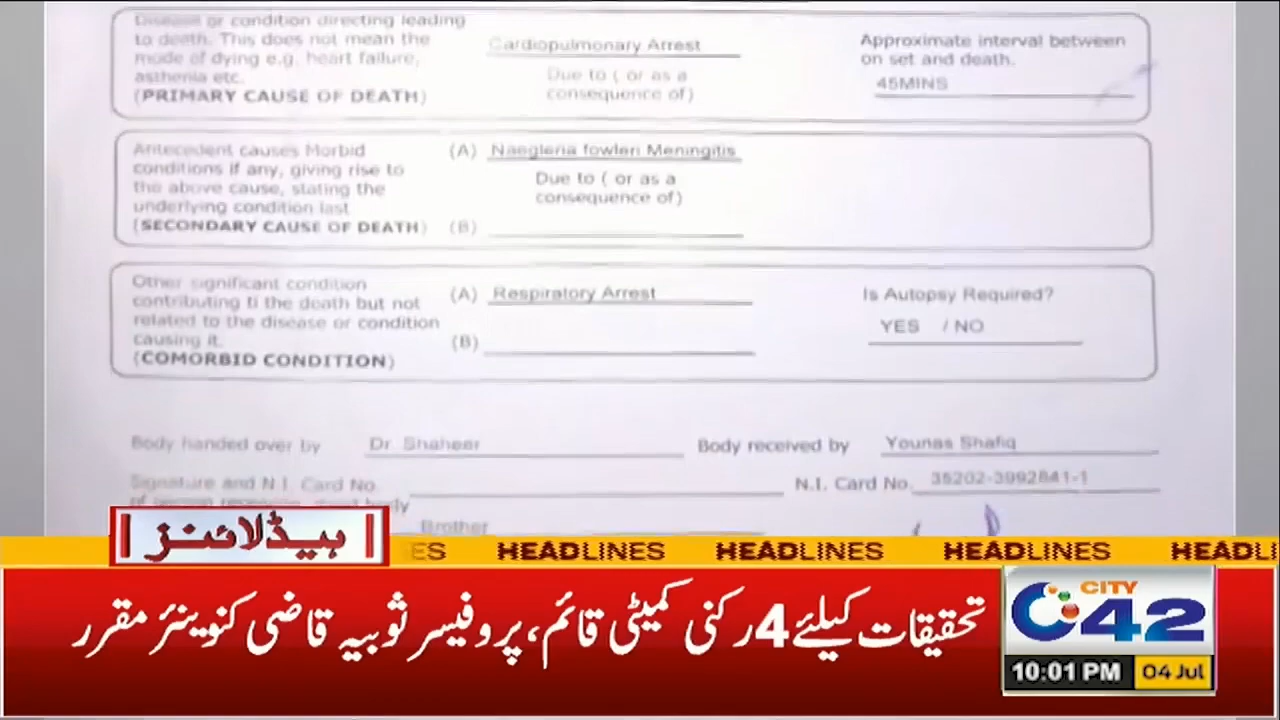 Disease or condition directing leading
to death. This does not mean the
mode of dying e.g. heart failure,
asthenia etc.
(PRIMARY CAUSE OF DEATH)
Cardiopulmonary Arrest
Due to ( or as a
consequence of)
Approximate interval between
on set and death.
45MINS
Antecedent causes Morbid
conditions if any, giving rise to
the above cause, stating the
underlying condition last
(SECONDARY CAUSE OF DEATH)
(A) Naegleria fowleri Meningitis
Due to ( or as a
consequence of)
(B)
Other significant condition
contributing ti the death but not
related to the disease or condition
causing it.
(COMORBID CONDITION)
(A) Respiratory Arrest
(B)
Is Autopsy Required?
YES / NO
Body handed over by Dr. Shaheer Body received by Younas Shafiq
Signature and N.I. Card No. N.I. Card No. 35202-3992841-1
Brother
ہیڈلائنز
ES HEADLINES HEADLINES HEADLINES HEADLI
تحقیقات کیلئے 4 رکنی کمیٹی قائم، پروفیسر ثوبیہ قاضی کنوینئر مقرر
CITY
42
10:01 PM 04 Jul